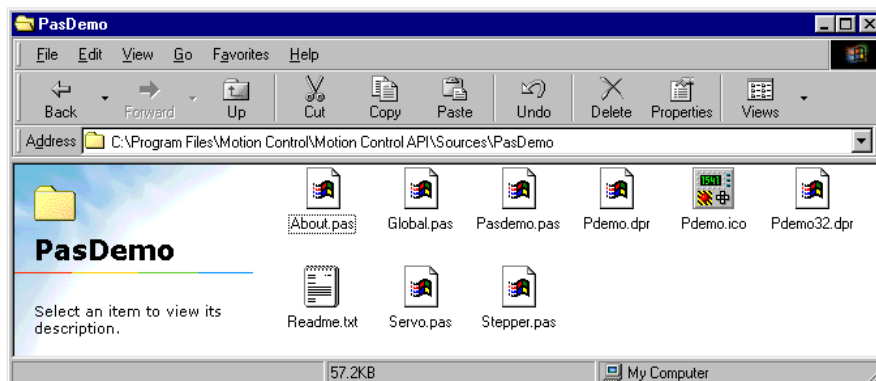 PasDemo
File Edit View Go Favorites Help
Back Forward Up Cut Copy Paste Undo Delete Properties Views
Address C:\Program Files\Motion Control\Motion Control API\Sources\PasDemo
About.pas Global.pas Pasdemo.pas Pdemo.dpr Pdemo.ico Pdemo32.dpr
PasDemo
Readme.txt Servo.pas Stepper.pas
Select an item to view its
description.
57.2KB My Computer